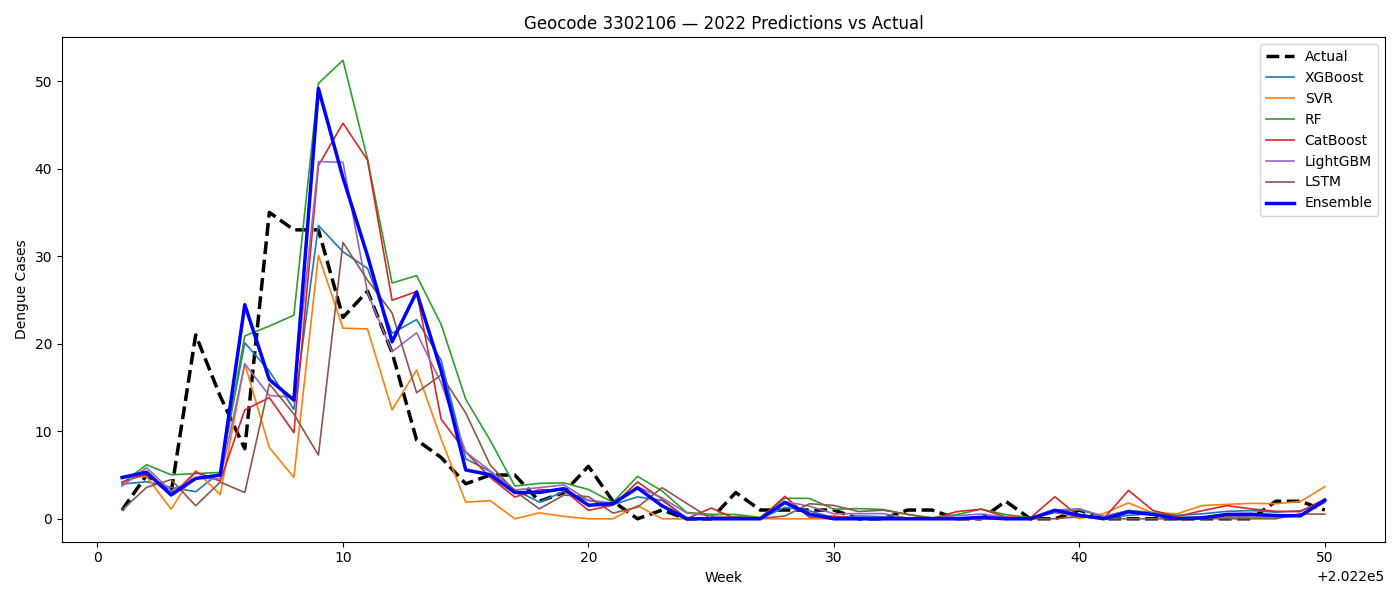 Geocode 3302106 — 2022 Predictions vs Actual
Dengue Cases
50
40
30
20
10
0
0
10
20
30
40
50
+2.022e5
Week
Actual
XGBoost
SVR
RF
CatBoost
LightGBM
LSTM
Ensemble